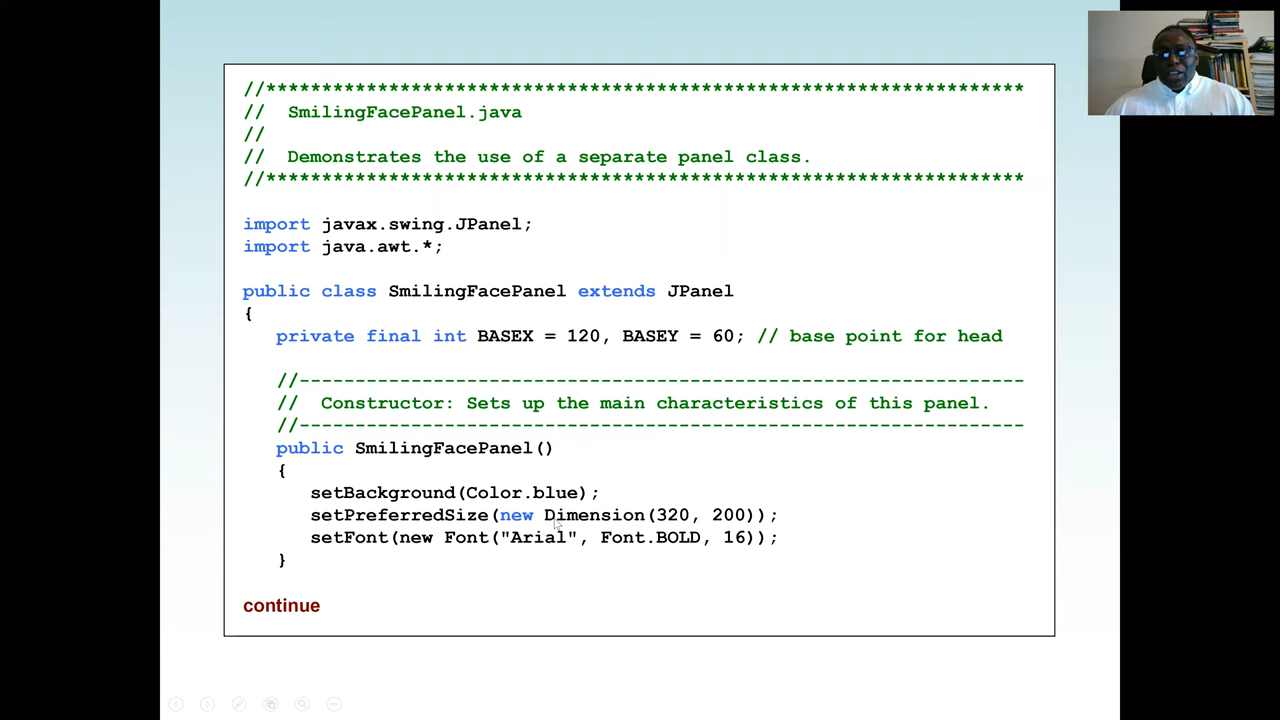 //********************************************************************
//  SmilingFacePanel.java
//
//  Demonstrates the use of a separate panel class.
//********************************************************************
import javax.swing.JPanel;
import java.awt.*;
public class SmilingFacePanel extends JPanel
{
private final int BASEX = 120, BASEY = 60; // base point for head
//-----------------------------------------------------------------
//  Constructor: Sets up the main characteristics of this panel.
//-----------------------------------------------------------------
public SmilingFacePanel()
{
setBackground(Color.blue);
setPreferredSize(new Dimension(320, 200));
setFont(new Font("Arial", Font.BOLD, 16));
}
continue